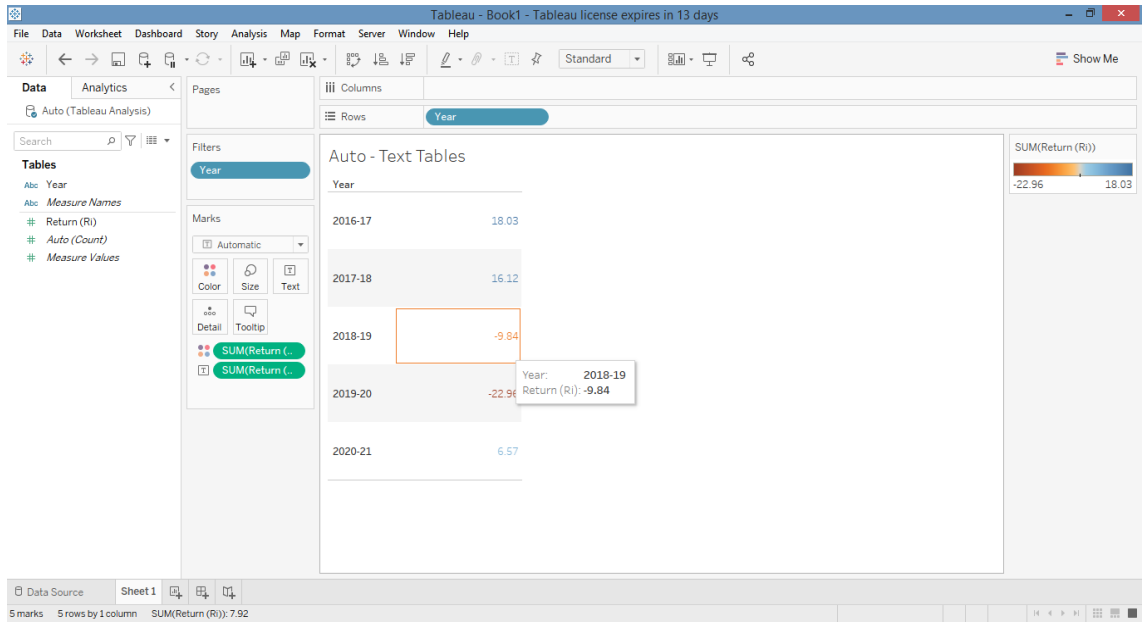 Tableau - Book1 - Tableau license expires in 13 days
File Data Worksheet Dashboard Story Analysis Map Format Server Window Help
Standard
Show Me
Data Analytics
Pages
Columns
Auto (Tableau Analysis)
Rows
Year
Search
Filters
Year
Auto - Text Tables
SUM(Return (Ri))
-22.96 18.03
Tables
Abc Year
Abc Measure Names
# Return (Ri)
# Auto (Count)
# Measure Values
Marks
T Automatic
Color Size T Text
Detail Tooltip
SUM(Return (..
T SUM(Return (..
Year
2016-17 18.03
2017-18 16.12
2018-19 -9.84
2019-20 -22.96
2020-21 6.57
Year: 2018-19
Return (Ri): -9.84
Data Source Sheet 1
5 marks 5 rows by 1 column SUM(Return (Ri)): 7.92